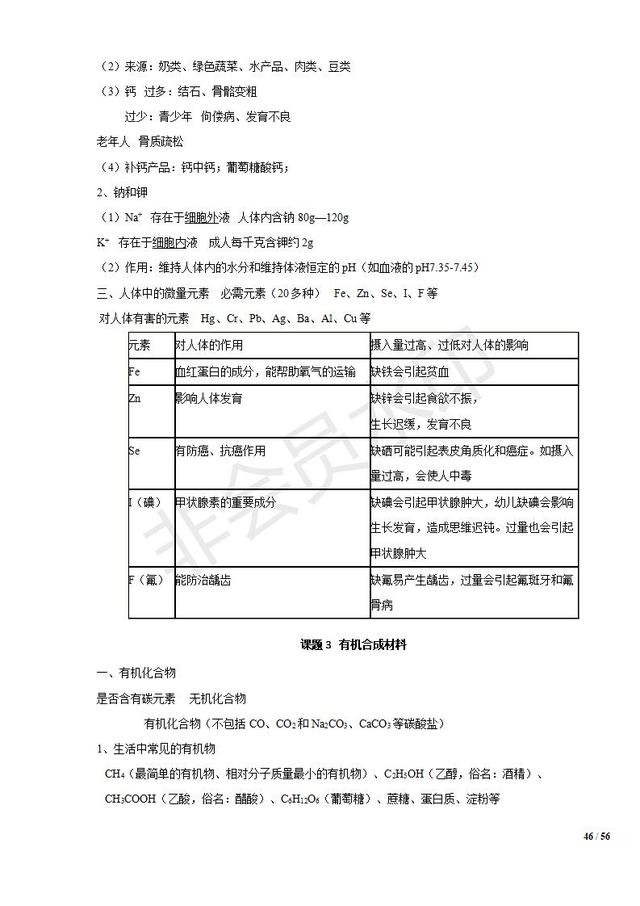 （2）来源：奶类、绿色蔬菜、水产品、肉类、豆类
（3）钙 过多：结石、骨骼变粗
过少：青少年 佝偻病、发育不良
老年人 骨质疏松
（4）补钙产品：钙中钙；葡萄糖酸钙；
2、钠和钾
（1）Na⁺ 存在于细胞外液 人体内含钠 80g—120g
K⁺ 存在于细胞内液 成人每千克含钾约 2g
（2）作用：维持人体内的水分和维持体液恒定的 pH（如血液的 pH7.35-7.45）
三、人体中的微量元素 必需元素（20 多种） Fe、Zn、Se、I、F 等
对人体有害的元素 Hg、Cr、Pb、Ag、Ba、Al、Cu 等
元素 对人体的作用 摄入量过高、过低对人体的影响
Fe 血红蛋白的成分，能帮助氧气的运输 缺铁会引起贫血
Zn 影响人体发育 缺锌会引起食欲不振，
生长迟缓，发育不良
Se 有防癌、抗癌作用 缺硒可能引起表皮角质化和癌症。如摄入
量过高，会使人中毒
I（碘） 甲状腺素的重要成分 缺碘会引起甲状腺肿大，幼儿缺碘会影响
生长发育，造成思维迟钝。过量也会引起
甲状腺肿大
F（氟） 能防治龋齿 缺氟易产生龋齿，过量会引起氟斑牙和氟
骨病
非会员水印
课题 3 有机合成材料
一、有机化合物
是否含有碳元素 无机化合物
有机化合物（不包括 CO、CO₂ 和 Na₂CO₃、CaCO₃ 等碳酸盐）
1、生活中常见的有机物
CH₄（最简单的有机物、相对分子质量最小的有机物）、C₂H₅OH（乙醇，俗名：酒精）、
CH₃COOH（乙酸，俗名：醋酸）、C₆H₁₂O₆（葡萄糖）、蔗糖、蛋白质、淀粉等
46 / 56